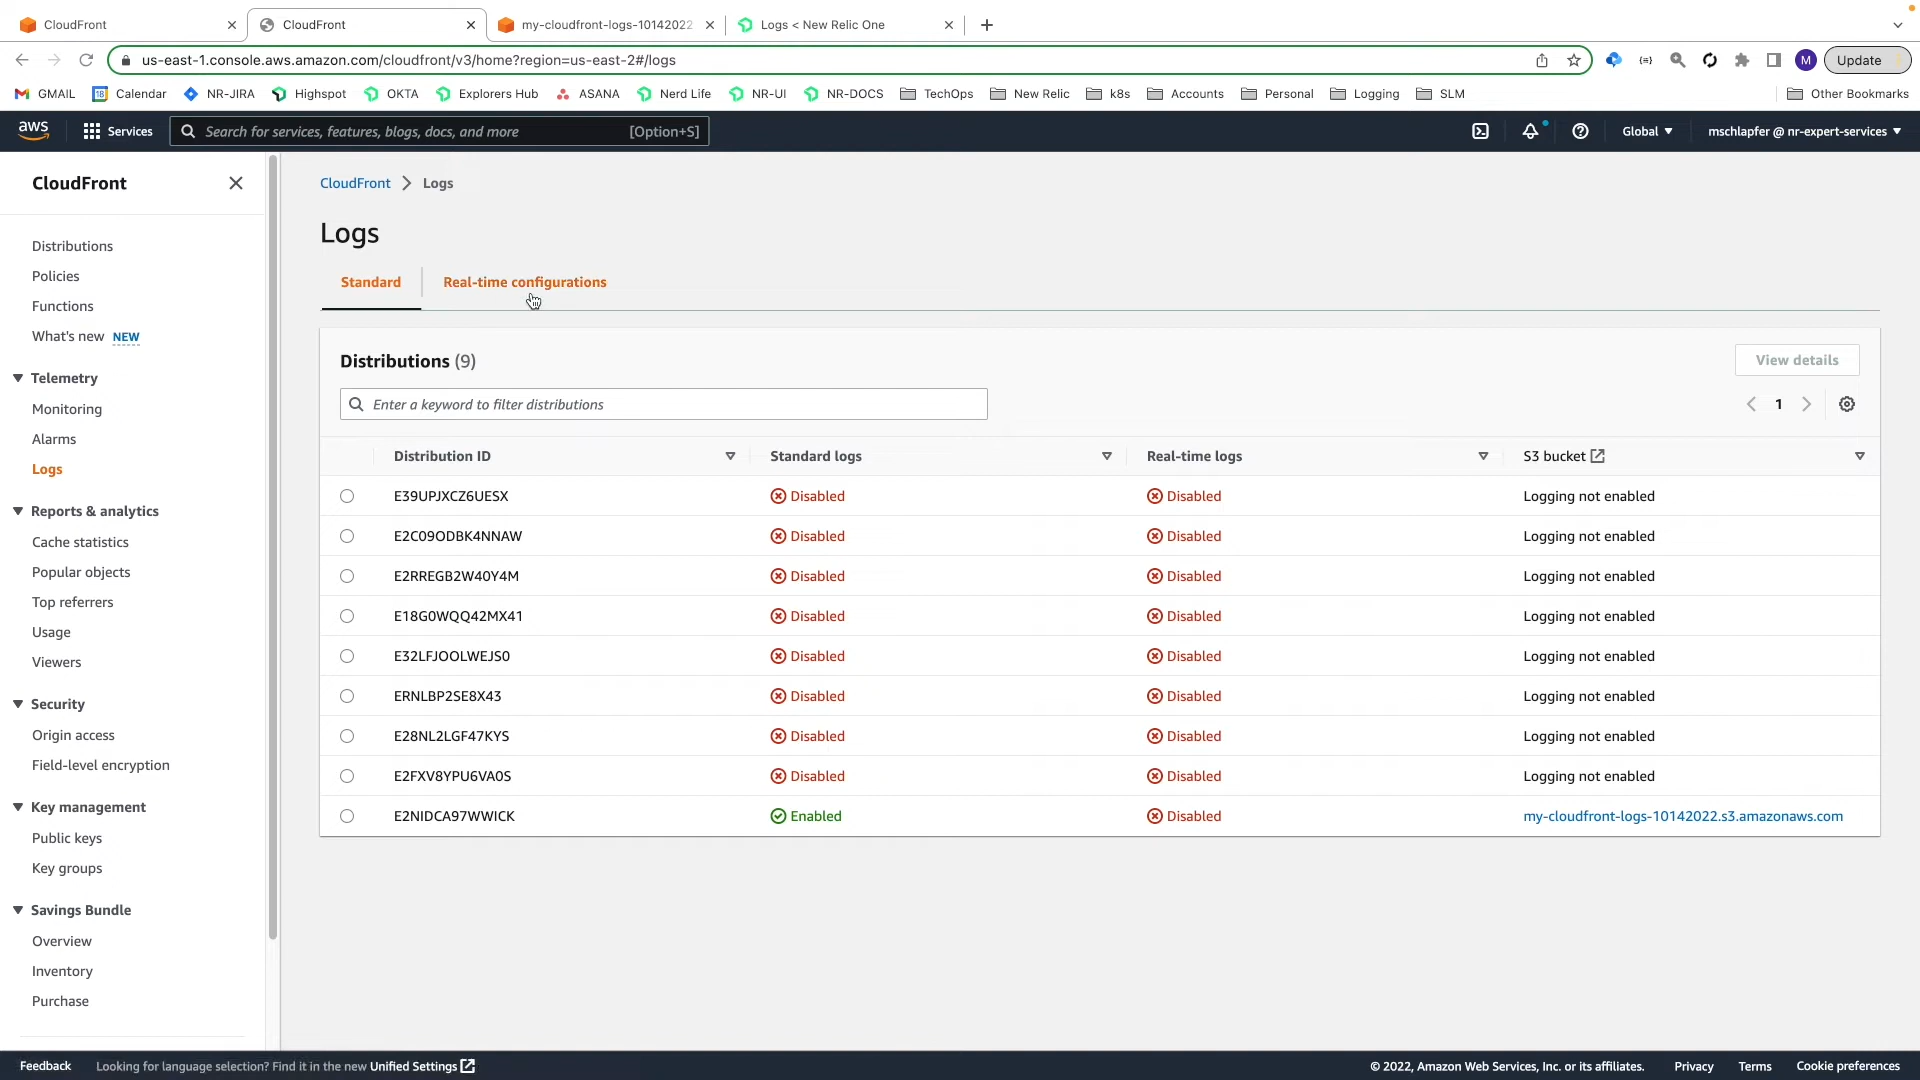 CloudFront
CloudFront
my-cloudfront-logs-10142022
Logs < New Relic One
us-east-1.console.aws.amazon.com/cloudfront/v3/home?region=us-east-2#/logs
M
Update
GMAIL
18
Calendar
NR-JIRA
Highspot
OKTA
Explorers Hub
ASANA
Nerd Life
NR-UI
NR-DOCS
TechOps
New Relic
k8s
Accounts
Personal
Logging
SLM
Other Bookmarks
aws
Services
Search for services, features, blogs, docs, and more
[Option+S]
Global
mschlapfer @ nr-expert-services
CloudFront
Distributions
Policies
Functions
What's new NEW
Telemetry
Monitoring
Alarms
Logs
Reports & analytics
Cache statistics
Popular objects
Top referrers
Usage
Viewers
Security
Origin access
Field-level encryption
Key management
Public keys
Key groups
Savings Bundle
Overview
Inventory
Purchase
CloudFront > Logs
Logs
Standard
Real-time configurations
Distributions (9)
View details
Enter a keyword to filter distributions
1
Distribution ID Standard logs Real-time logs S3 bucket
E39UPJXCZ6UESX Disabled Disabled Logging not enabled
E2C09ODBK4NNAW Disabled Disabled Logging not enabled
E2RREGB2W40Y4M Disabled Disabled Logging not enabled
E18G0WQQ42MX41 Disabled Disabled Logging not enabled
E32LFJOOLWEJS0 Disabled Disabled Logging not enabled
ERNLBP2SE8X43 Disabled Disabled Logging not enabled
E28NL2LGF47KYS Disabled Disabled Logging not enabled
E2FXV8YPU6VA0S Disabled Disabled Logging not enabled
E2NIDCA97WWICK Enabled Disabled my-cloudfront-logs-10142022.s3.amazonaws.com
Feedback
Looking for language selection? Find it in the new Unified Settings
© 2022, Amazon Web Services, Inc. or its affiliates.
Privacy
Terms
Cookie preferences